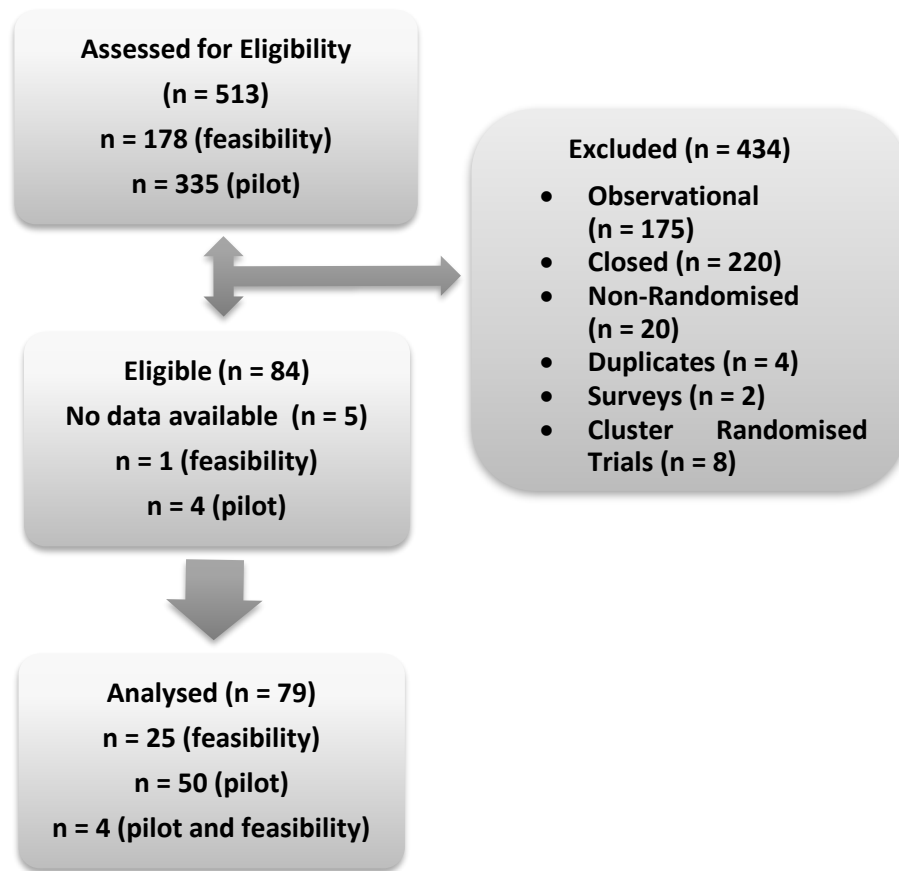 Assessed for Eligibility
(n = 513)
n = 178 (feasibility)
n = 335 (pilot)
Excluded (n = 434)
• Observational
(n = 175)
• Closed (n = 220)
• Non-Randomised
(n = 20)
• Duplicates (n = 4)
• Surveys (n = 2)
• Cluster Randomised
Trials (n = 8)
Eligible (n = 84)
No data available (n = 5)
n = 1 (feasibility)
n = 4 (pilot)
Analysed (n = 79)
n = 25 (feasibility)
n = 50 (pilot)
n = 4 (pilot and feasibility)